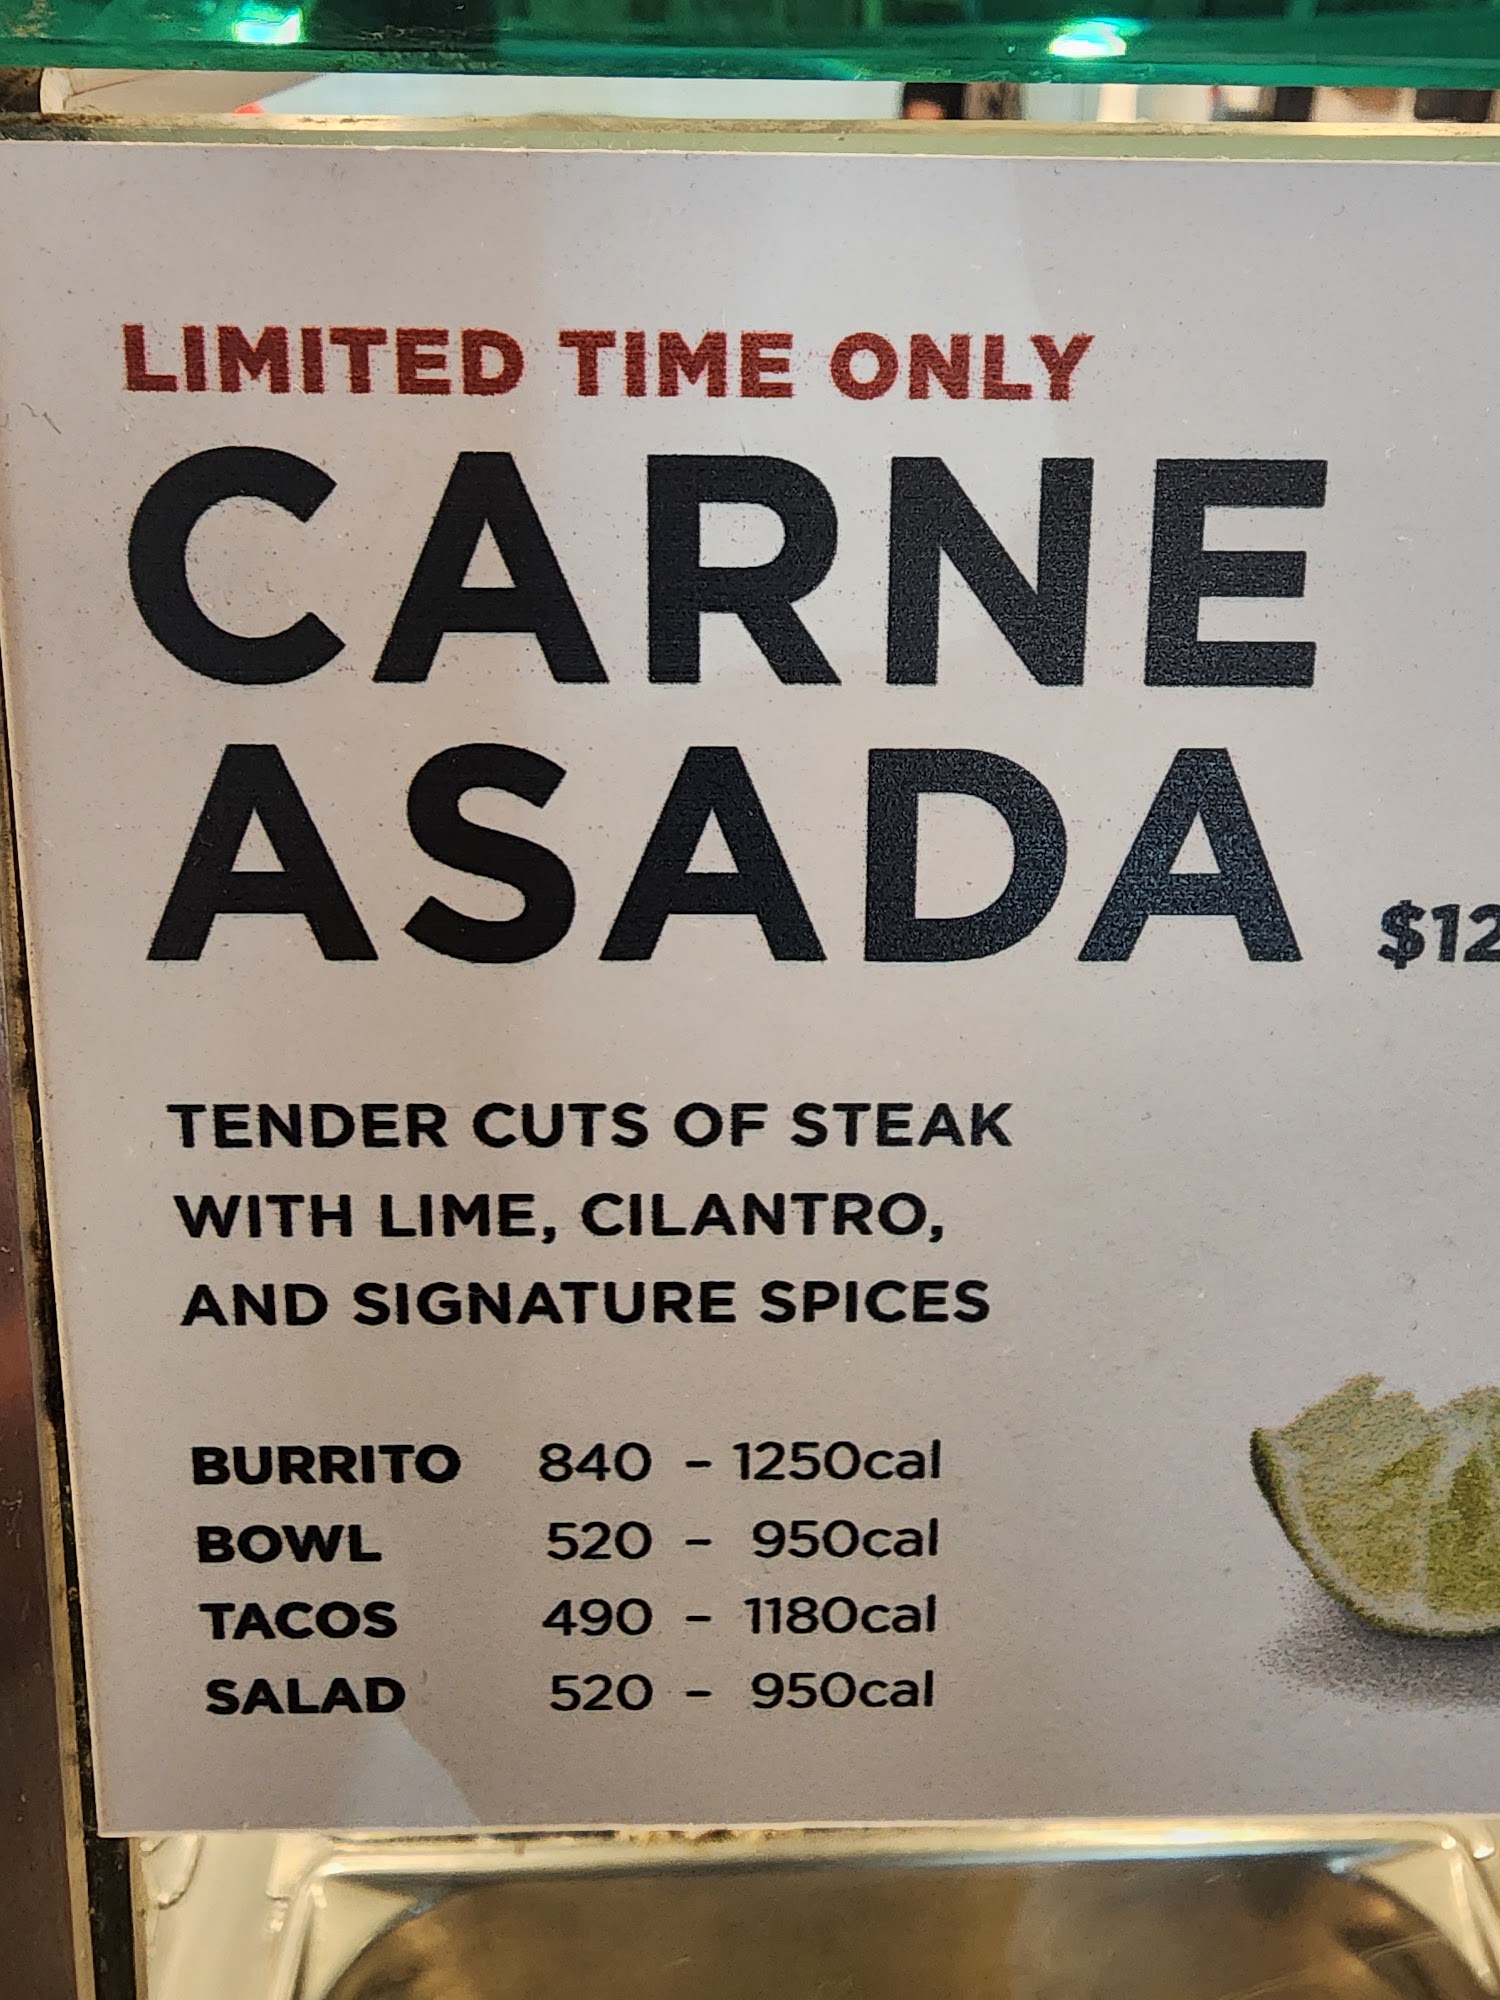 LIMITED TIME ONLY
CARNE
ASADA
$12
TENDER CUTS OF STEAK
WITH LIME, CILANTRO,
AND SIGNATURE SPICES
BURRITO 840 - 1250cal
BOWL 520 - 950cal
TACOS 490 - 1180cal
SALAD 520 - 950cal